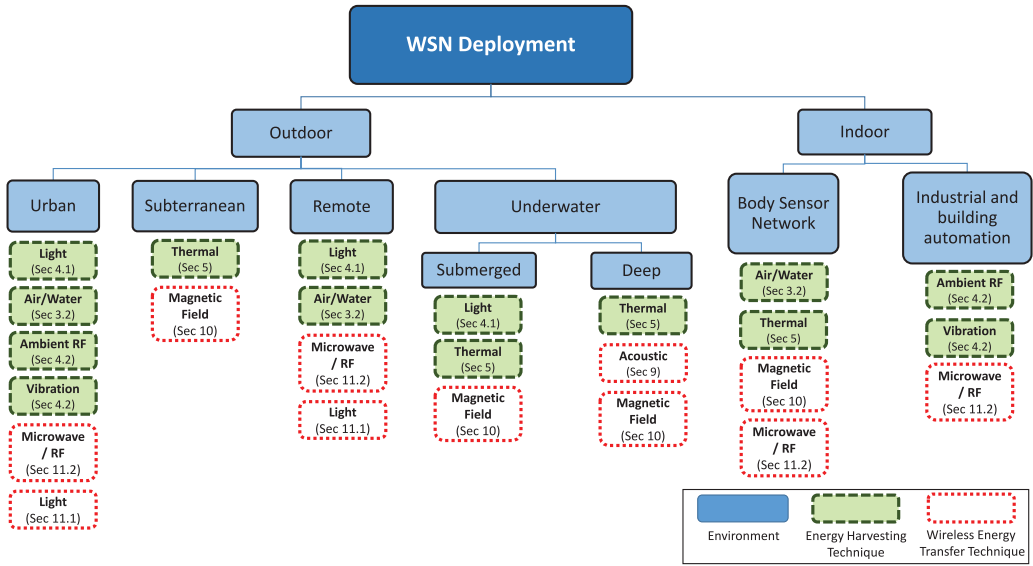 WSN Deployment
Outdoor
Indoor
Urban
Light
(Sec 4.1)
Air/Water
(Sec 3.2)
Ambient RF
(Sec 4.2)
Vibration
(Sec 4.2)
Microwave
/ RF
(Sec 11.2)
Light
(Sec 11.1)
Subterranean
Thermal
(Sec 5)
Magnetic
Field
(Sec 10)
Remote
Light
(Sec 4.1)
Air/Water
(Sec 3.2)
Microwave
/ RF
(Sec 11.2)
Light
(Sec 11.1)
Underwater
Submerged
Light
(Sec 4.1)
Thermal
(Sec 5)
Magnetic
Field
(Sec 10)
Deep
Thermal
(Sec 5)
Acoustic
(Sec 9)
Magnetic
Field
(Sec 10)
Body Sensor
Network
Air/Water
(Sec 3.2)
Thermal
(Sec 5)
Magnetic
Field
(Sec 10)
Microwave
/ RF
(Sec 11.2)
Industrial and
building
automation
Ambient RF
(Sec 4.2)
Vibration
(Sec 4.2)
Microwave
/ RF
(Sec 11.2)
Environment
Energy Harvesting
Technique
Wireless Energy
Transfer Technique